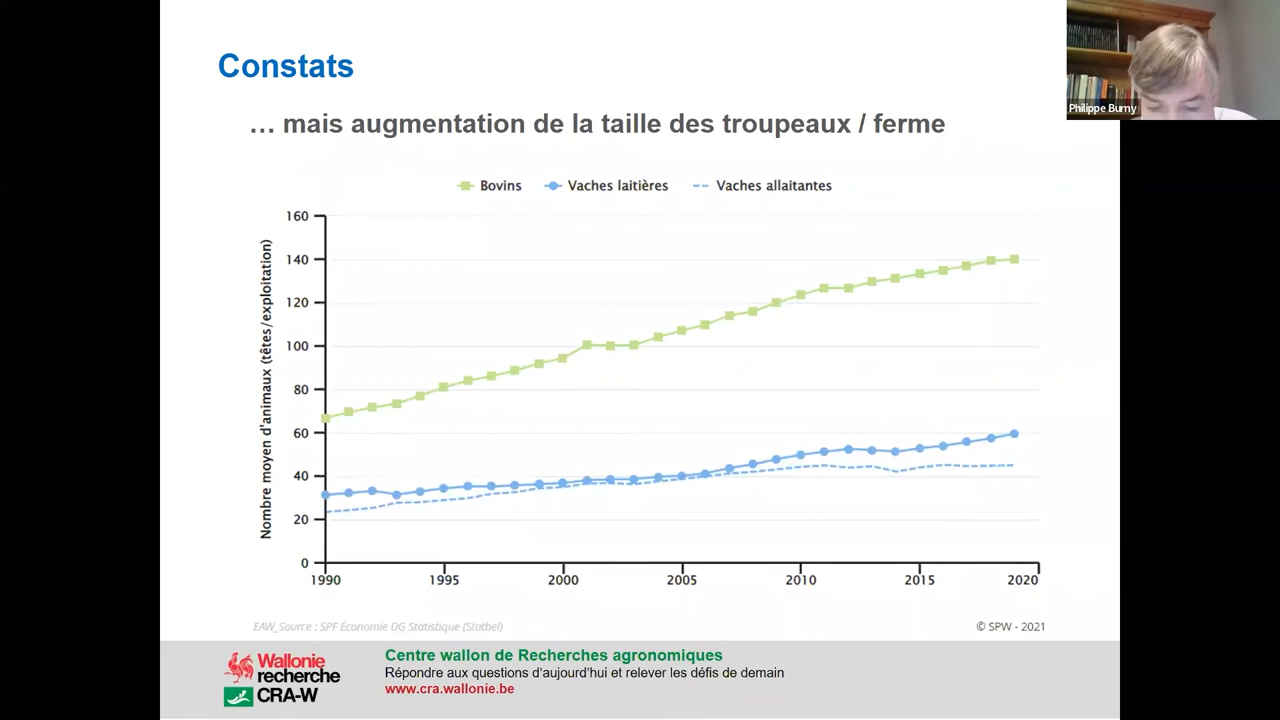 Constats
Philippe Burny
… mais augmentation de la taille des troupeaux / ferme
Bovins
Vaches laitières
Vaches allaitantes
Nombre moyen d'animaux (têtes/exploitation)
160
140
120
100
80
60
40
20
0
1990
1995
2000
2005
2010
2015
2020
EAW_Source : SPF Économie DG Statistique (Statbel)
© SPW - 2021
Wallonie
recherche
CRA-W
Centre wallon de Recherches agronomiques
Répondre aux questions d'aujourd'hui et relever les défis de demain
www.cra.wallonie.be